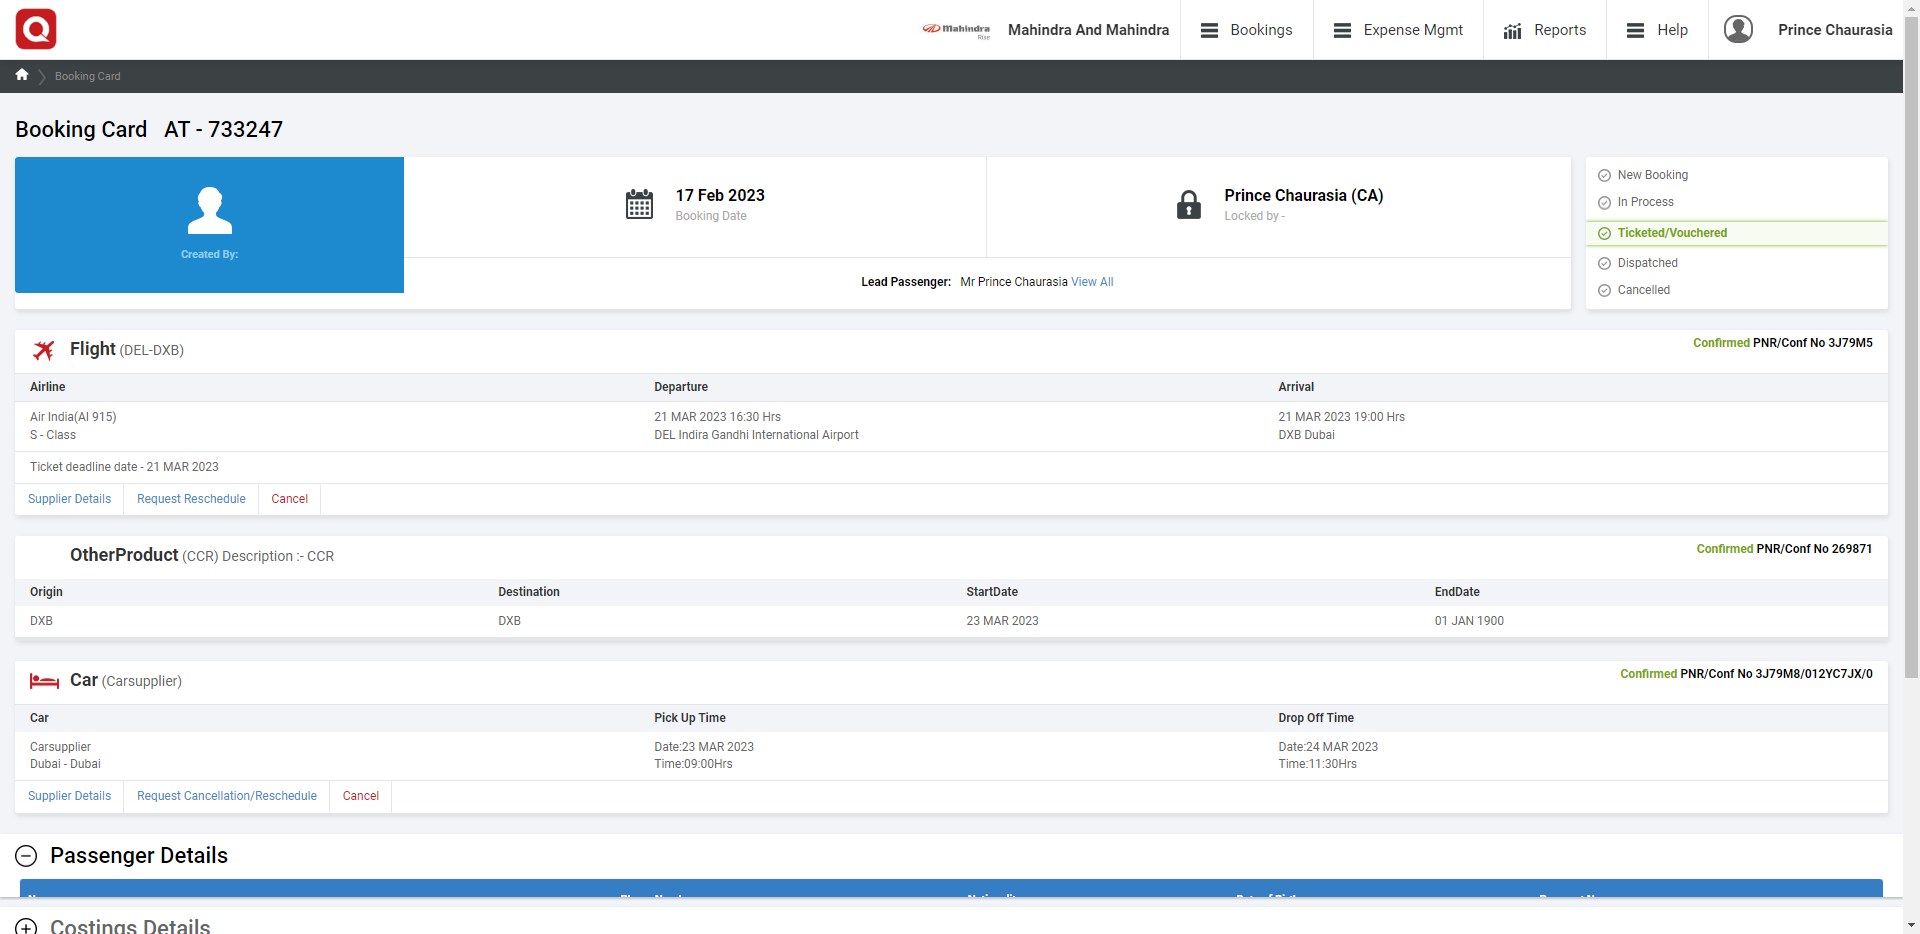 Mahindra Rise
Mahindra And Mahindra
Bookings
Expense Mgmt
Reports
Help
Prince Chaurasia
Booking Card
Booking Card AT - 733247
Created By:
17 Feb 2023
Booking Date
Prince Chaurasia (CA)
Locked by -
Lead Passenger: Mr Prince Chaurasia View All
New Booking
In Process
Ticketed/Vouchered
Dispatched
Cancelled
Flight (DEL-DXB)
Confirmed PNR/Conf No 3J79M5
Airline Departure Arrival
Air India(AI 915) 21 MAR 2023 16:30 Hrs 21 MAR 2023 19:00 Hrs
S - Class DEL Indira Gandhi International Airport DXB Dubai
Ticket deadline date - 21 MAR 2023
Supplier Details Request Reschedule Cancel
OtherProduct (CCR) Description :- CCR
Confirmed PNR/Conf No 269871
Origin Destination StartDate EndDate
DXB DXB 23 MAR 2023 01 JAN 1900
Car (Carsupplier)
Confirmed PNR/Conf No 3J79M8/012YC7JX/0
Car Pick Up Time Drop Off Time
Carsupplier Date:23 MAR 2023 Date:24 MAR 2023
Dubai - Dubai Time:09:00Hrs Time:11:30Hrs
Supplier Details Request Cancellation/Reschedule Cancel
Passenger Details
Costings Details